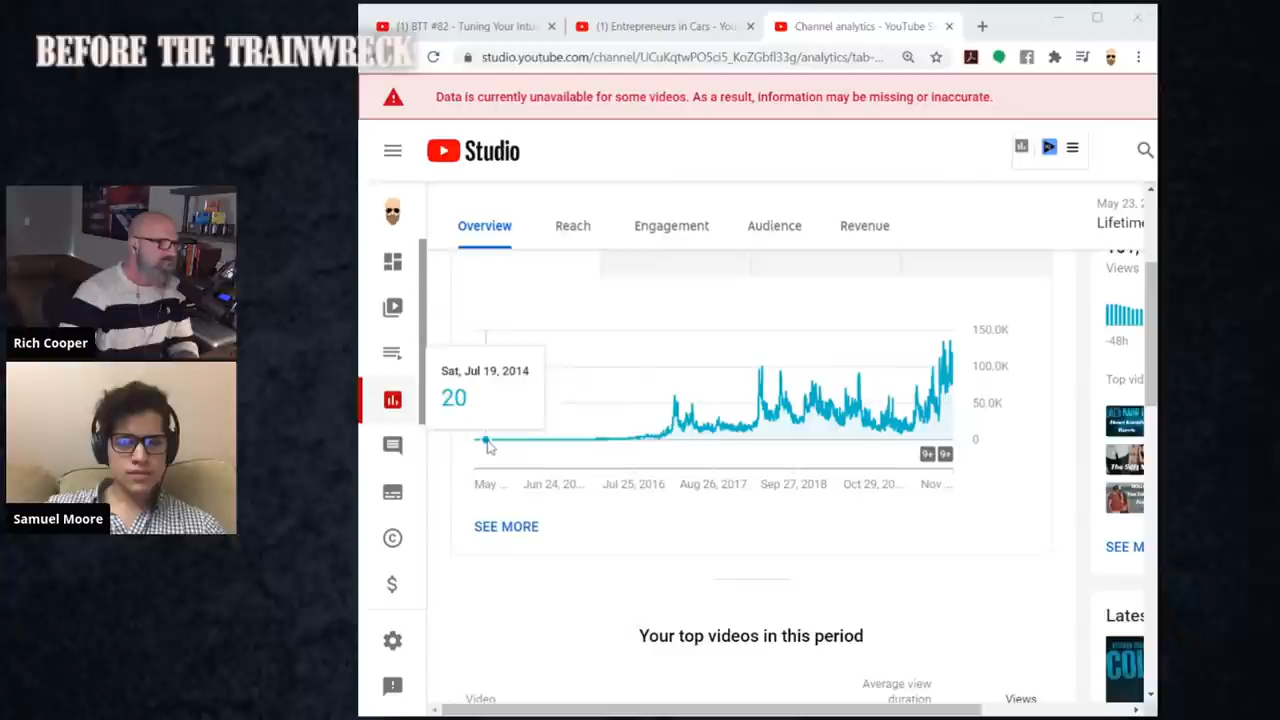 BEFORE THE TRAINWRECK
(1) BTT #82 - Tuning Your Intu
(1) Entrepreneurs in Cars - You
Channel analytics - YouTube S
studio.youtube.com/channel/UCuKqtwPO5ci5_KoZGbfl33g/analytics/tab-...
Data is currently unavailable for some videos. As a result, information may be missing or inaccurate.
Studio
Overview
Reach
Engagement
Audience
Revenue
May 23, 2
Lifetim
Views
-48h
Top vid
150.0K
100.0K
50.0K
0
Sat, Jul 19, 2014
20
9+ 9+
May ...
Jun 24, 20...
Jul 25, 2016
Aug 26, 2017
Sep 27, 2018
Oct 29, 20...
Nov ...
SEE MORE
SEE M
Your top videos in this period
Lates
Video
Average view
duration
Views
Rich Cooper
Samuel Moore